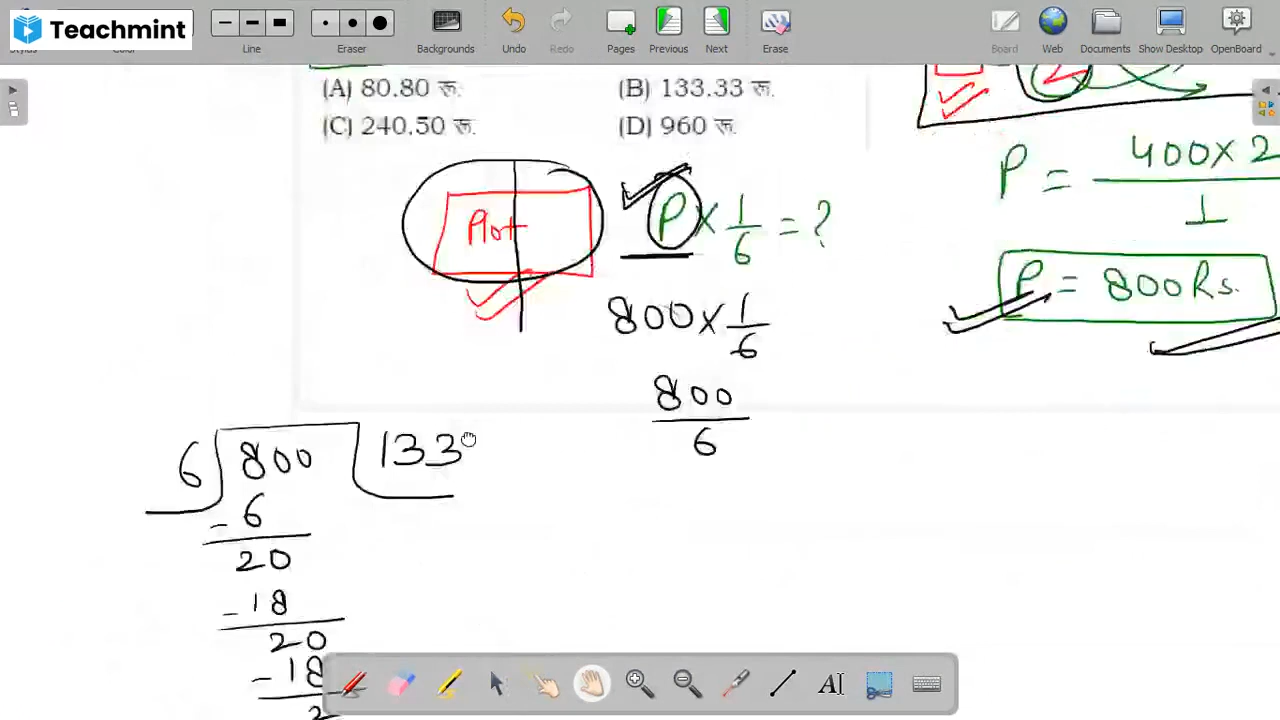 Teachmint
Line
Eraser
Backgrounds
Undo
Redo
Pages
Previous
Next
Erase
Board
Web
Documents
Show Desktop
OpenBoard
(A) 80.80 रू.
(B) 133.33 रू.
(C) 240.50 रू.
(D) 960 रू.
Plot
P × 1/6 = ?
800 × 1/6
800/6
P = 400 × 2 / 1
P = 800 Rs.
6 800 133
- 6
20
- 18
20
- 18
2